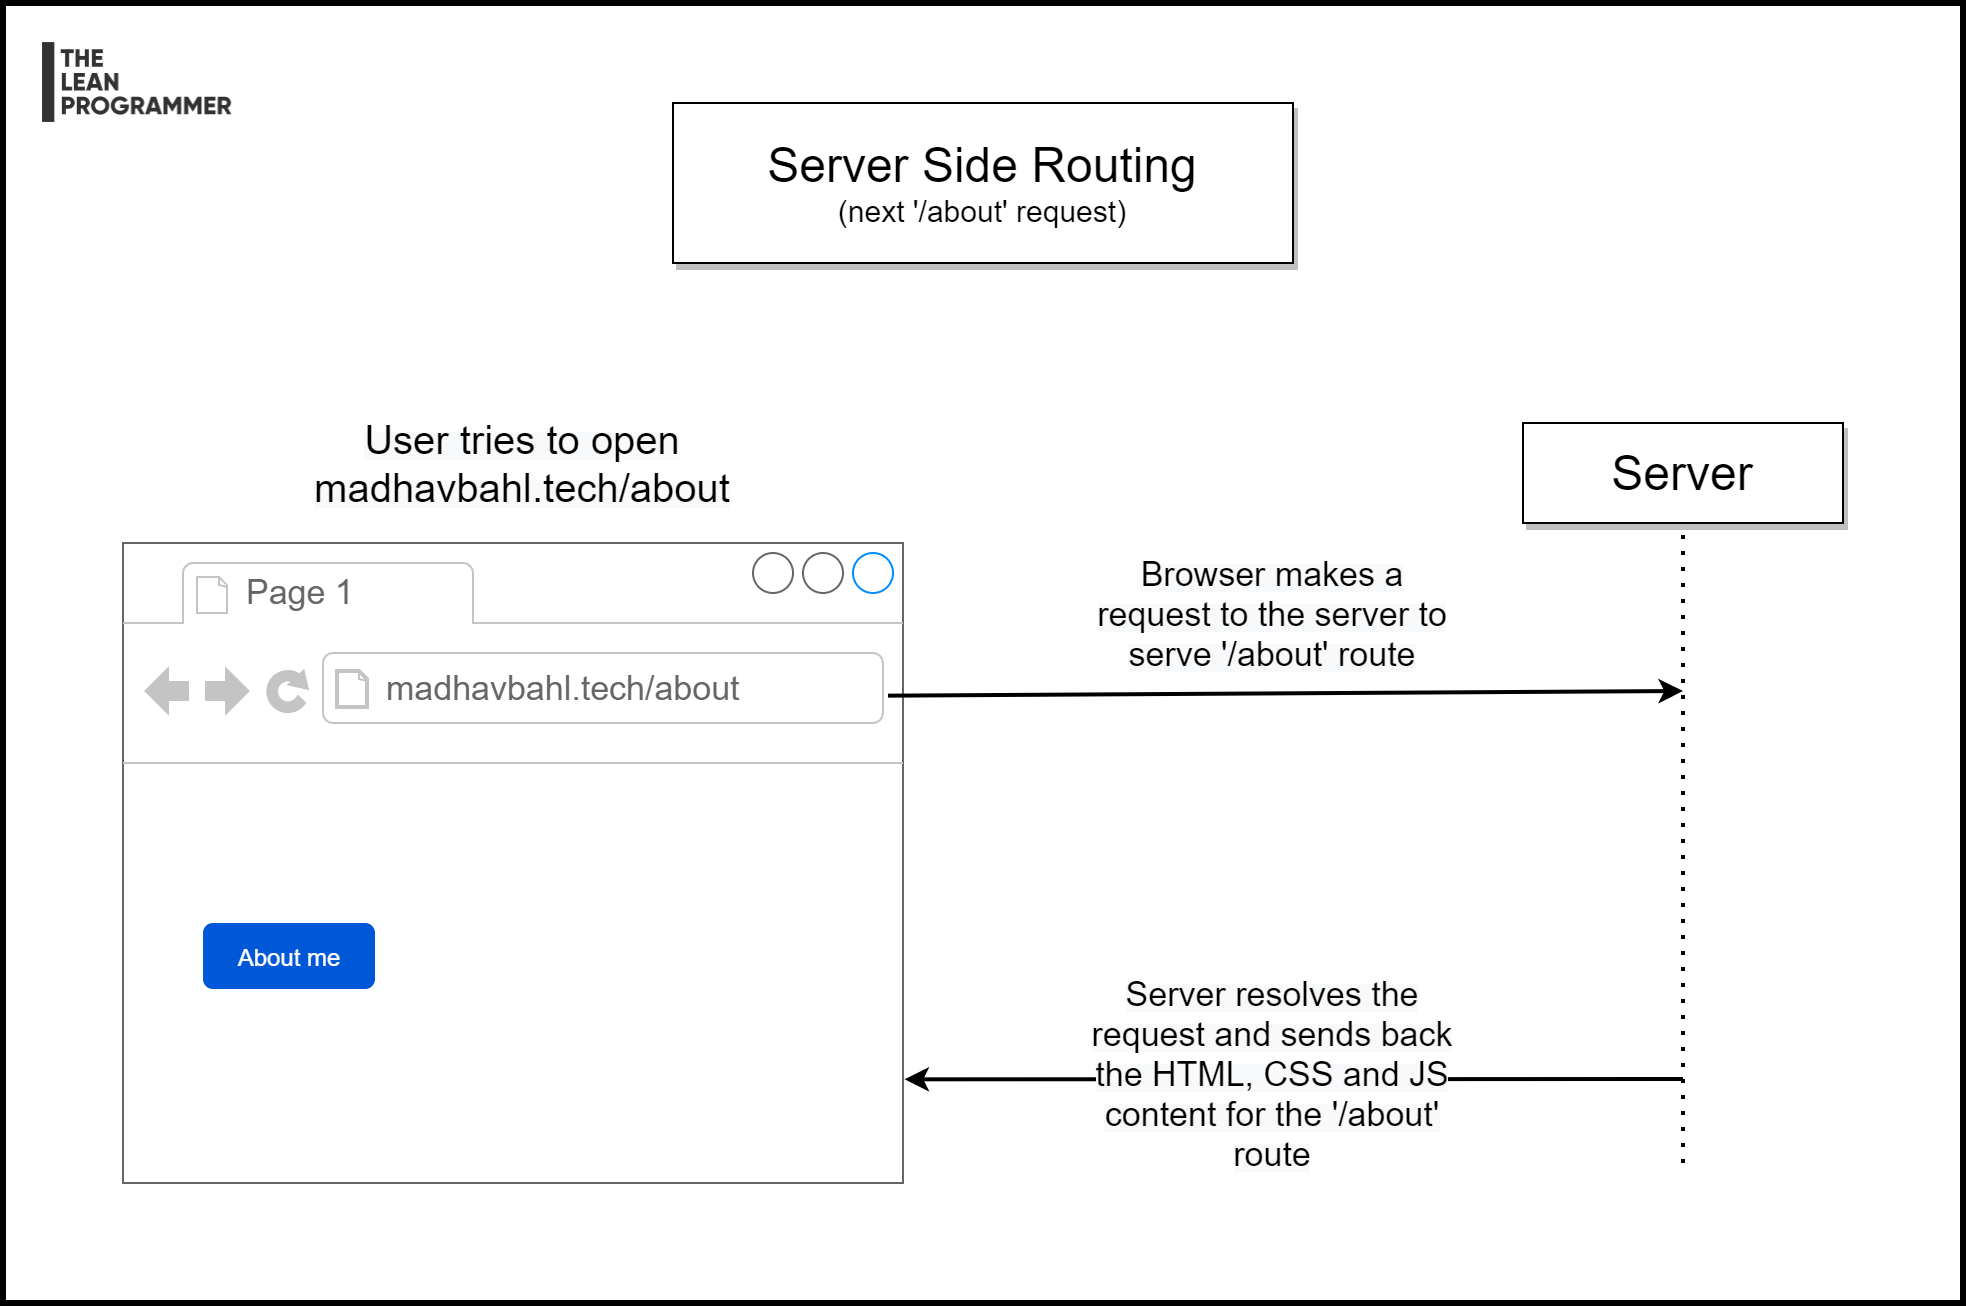 THE
LEAN
PROGRAMMER
Server Side Routing
(next '/about' request)
User tries to open
madhavbahl.tech/about
Server
Page 1
madhavbahl.tech/about
Browser makes a
request to the server to
serve '/about' route
About me
Server resolves the
request and sends back
the HTML, CSS and JS
content for the '/about'
route